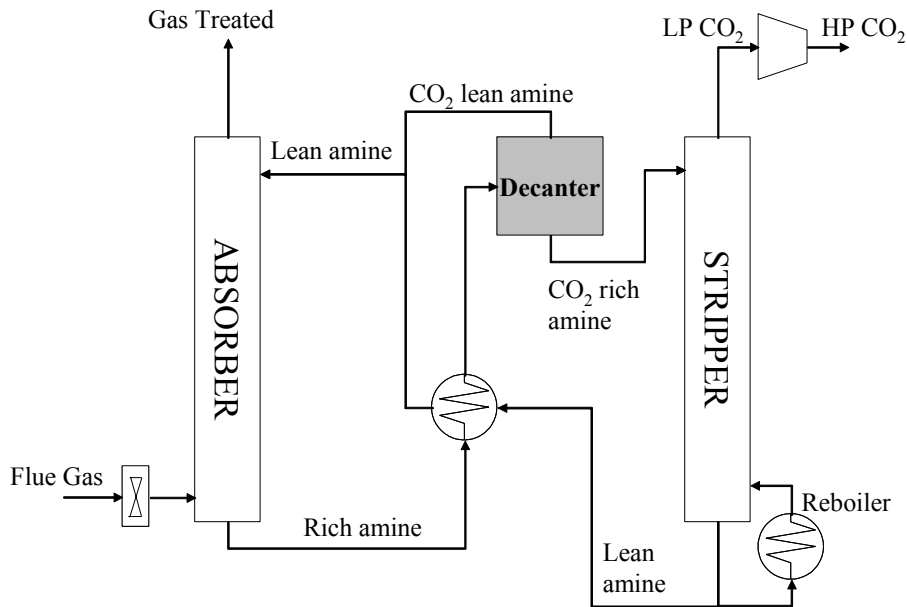 Gas Treated
LP CO₂
HP CO₂
CO₂ lean amine
Lean amine
Decanter
ABSORBER
STRIPPER
CO₂ rich
amine
Flue Gas
Reboiler
Rich amine
Lean
amine